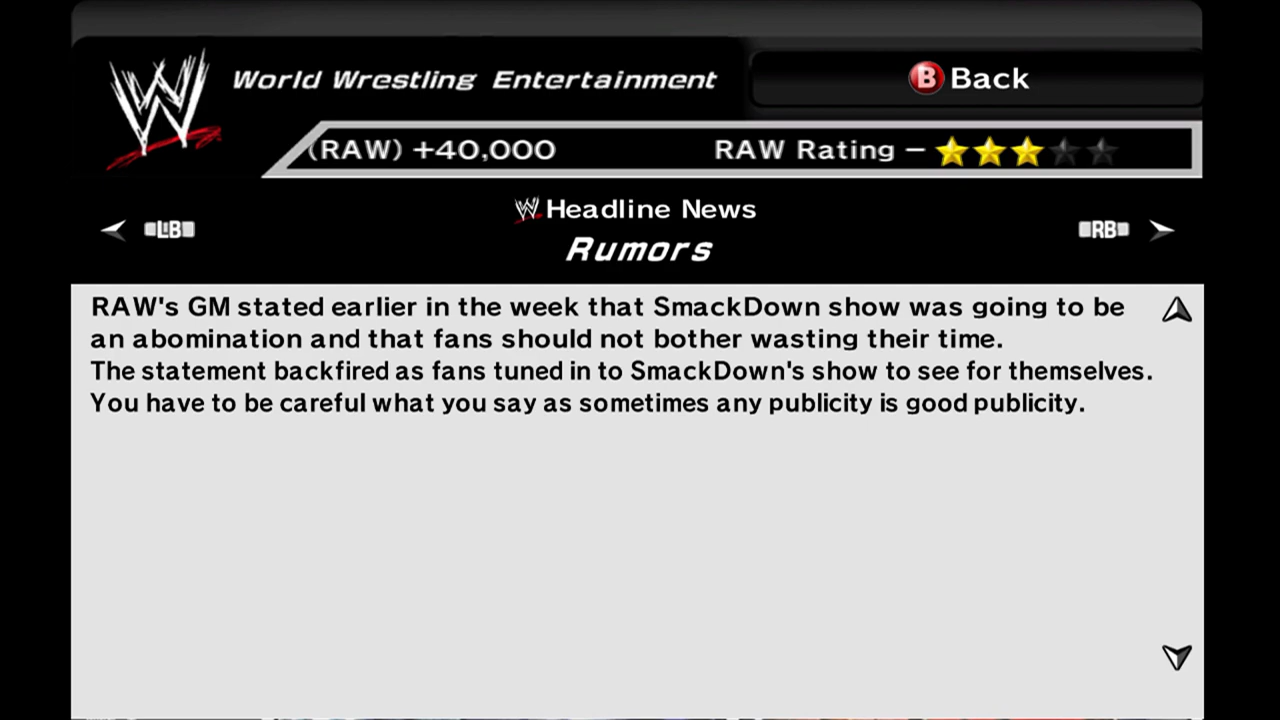 World Wrestling Entertainment
B Back
(RAW) +40,000 RAW Rating –
LB
W Headline News
RB
Rumors
RAW's GM stated earlier in the week that SmackDown show was going to be
an abomination and that fans should not bother wasting their time.
The statement backfired as fans tuned in to SmackDown's show to see for themselves.
You have to be careful what you say as sometimes any publicity is good publicity.